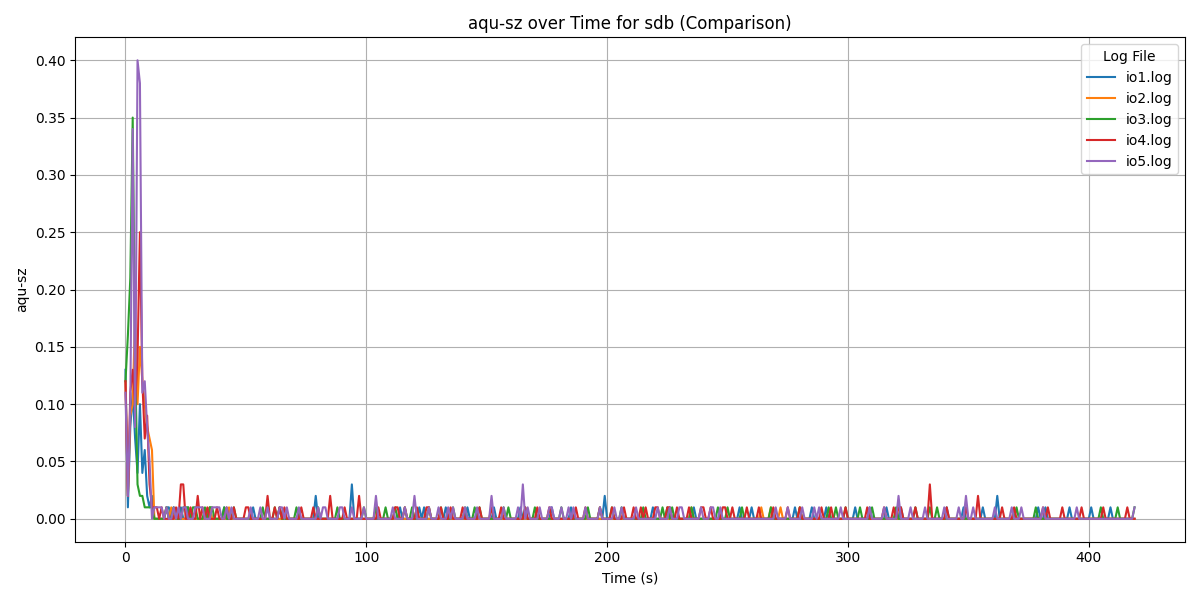 aqu-sz over Time for sdb (Comparison)
Log File
io1.log
io2.log
io3.log
io4.log
io5.log
aqu-sz
0.40
0.35
0.30
0.25
0.20
0.15
0.10
0.05
0.00
0
100
200
300
400
Time (s)